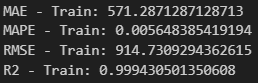 MAE - Train: 571.2871287128713
MAPE - Train: 0.005648385419194
RMSE - Train: 914.7309294362615
R2 - Train: 0.999430501350608